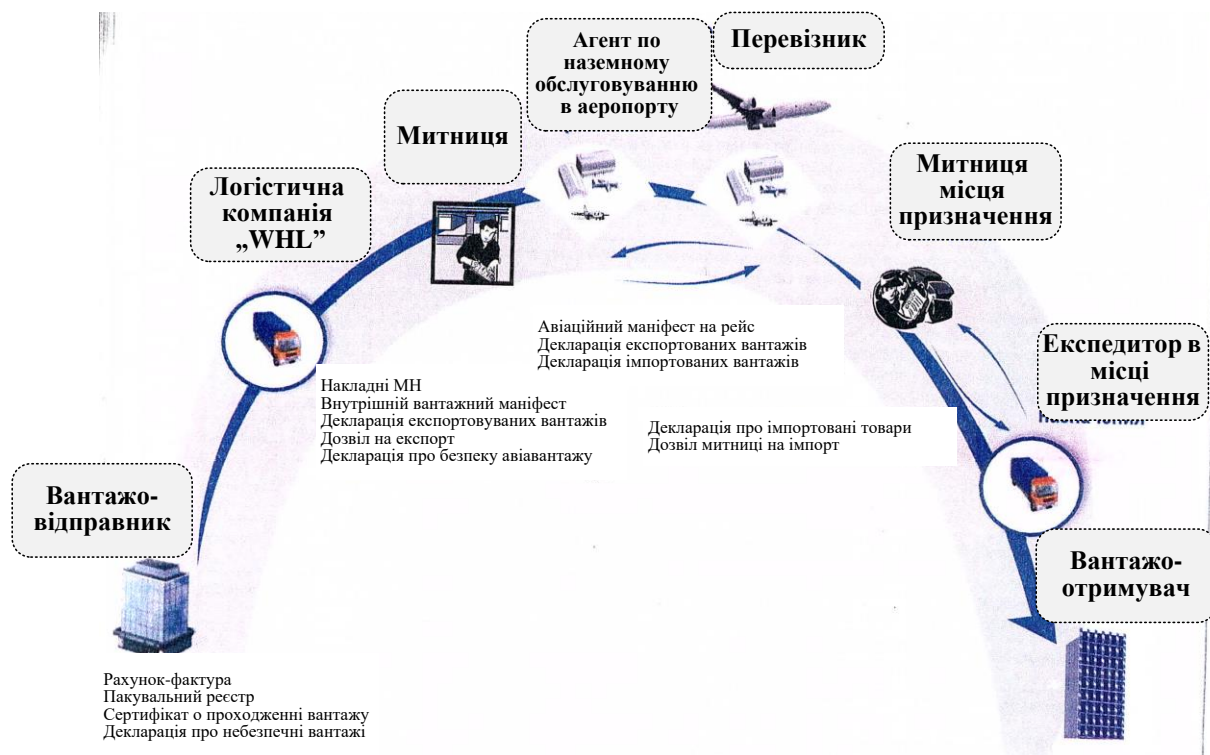 Агент по
наземному
обслуговуванню
в аеропорту
Перевізник
Митниця
Митниця
місця
призначення
Логістична
компанія
„WHL”
Авіаційний маніфест на рейс
Декларація експортованих вантажів
Декларація імпортованих вантажів
Експедитор в
місці
призначення
Накладні МН
Внутрішній вантажний маніфест
Декларація експортовуваних вантажів
Дозвіл на експорт
Декларація про безпеку авіавантажу
Декларація про імпортовані товари
Дозвіл митниці на імпорт
Вантажо-
відправник
Вантажо-
отримувач
Рахунок-фактура
Пакувальний реєстр
Сертифікат о проходженні вантажу
Декларація про небезпечні вантажі